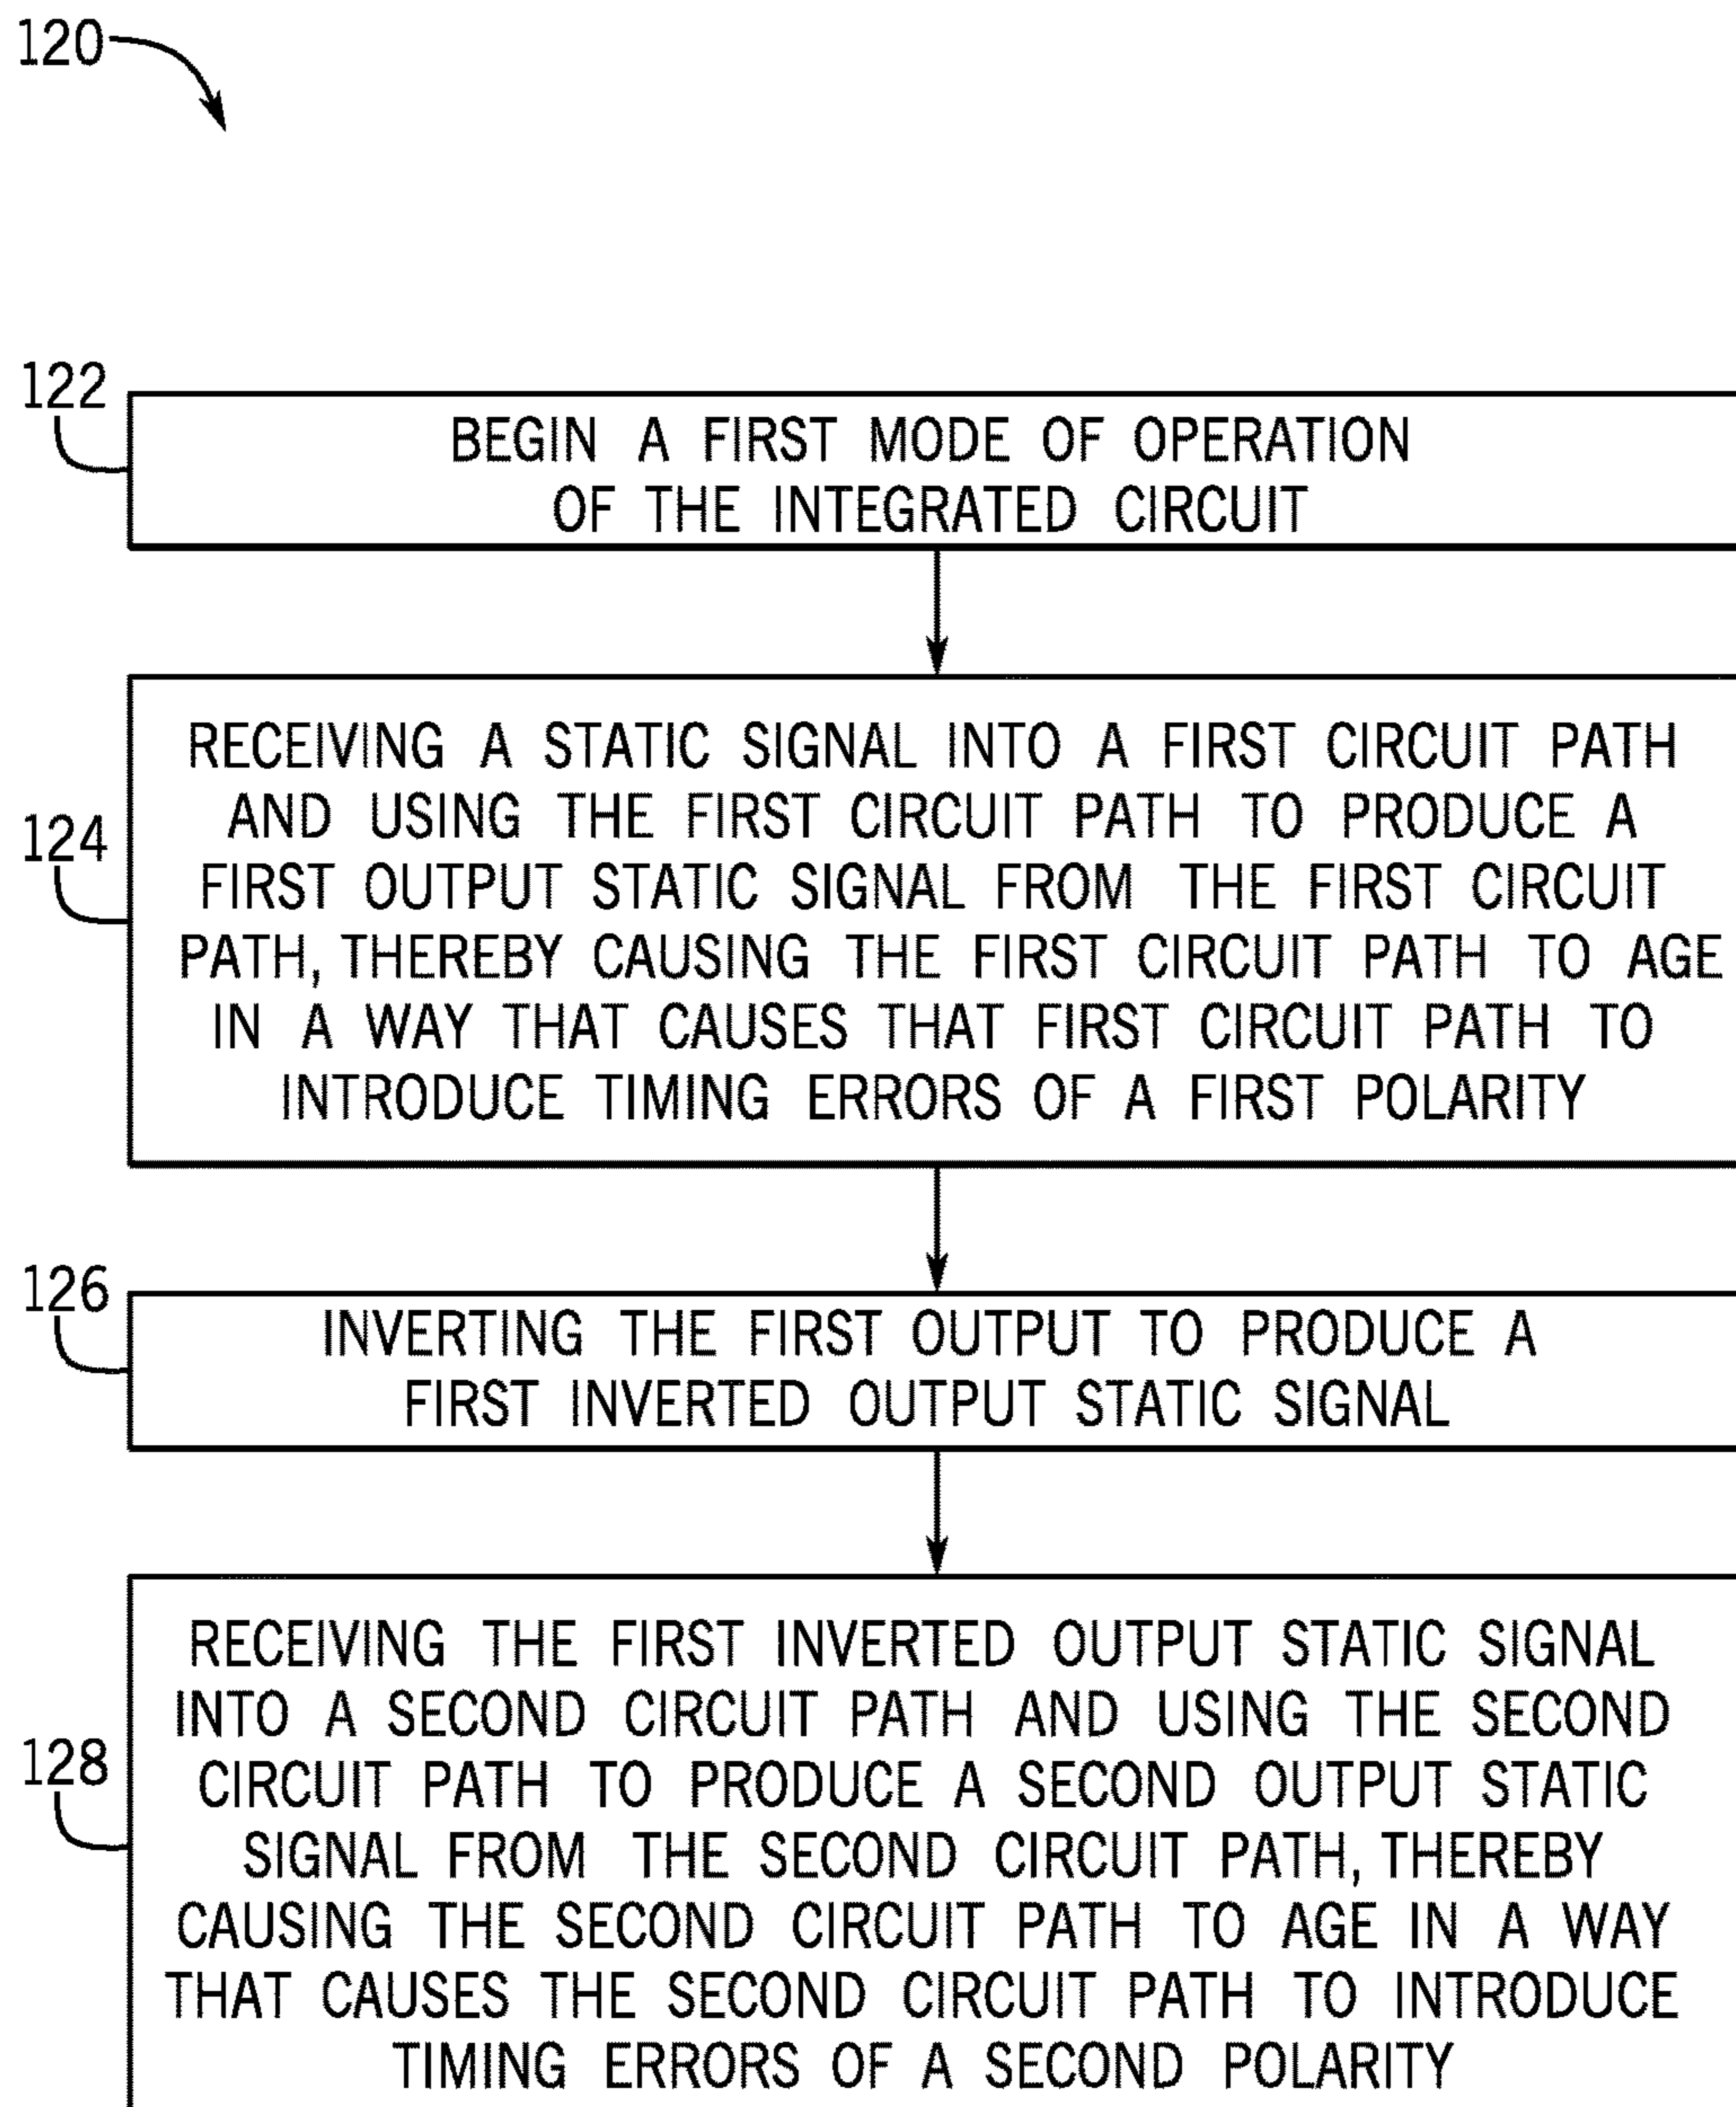 120
122
BEGIN A FIRST MODE OF OPERATION
OF THE INTEGRATED CIRCUIT
124
RECEIVING A STATIC SIGNAL INTO A FIRST CIRCUIT PATH
AND USING THE FIRST CIRCUIT PATH TO PRODUCE A
FIRST OUTPUT STATIC SIGNAL FROM THE FIRST CIRCUIT
PATH, THEREBY CAUSING THE FIRST CIRCUIT PATH TO AGE
IN A WAY THAT CAUSES THAT FIRST CIRCUIT PATH TO
INTRODUCE TIMING ERRORS OF A FIRST POLARITY
126
INVERTING THE FIRST OUTPUT TO PRODUCE A
FIRST INVERTED OUTPUT STATIC SIGNAL
128
RECEIVING THE FIRST INVERTED OUTPUT STATIC SIGNAL
INTO A SECOND CIRCUIT PATH AND USING THE SECOND
CIRCUIT PATH TO PRODUCE A SECOND OUTPUT STATIC
SIGNAL FROM THE SECOND CIRCUIT PATH, THEREBY
CAUSING THE SECOND CIRCUIT PATH TO AGE IN A WAY
THAT CAUSES THE SECOND CIRCUIT PATH TO INTRODUCE
TIMING ERRORS OF A SECOND POLARITY